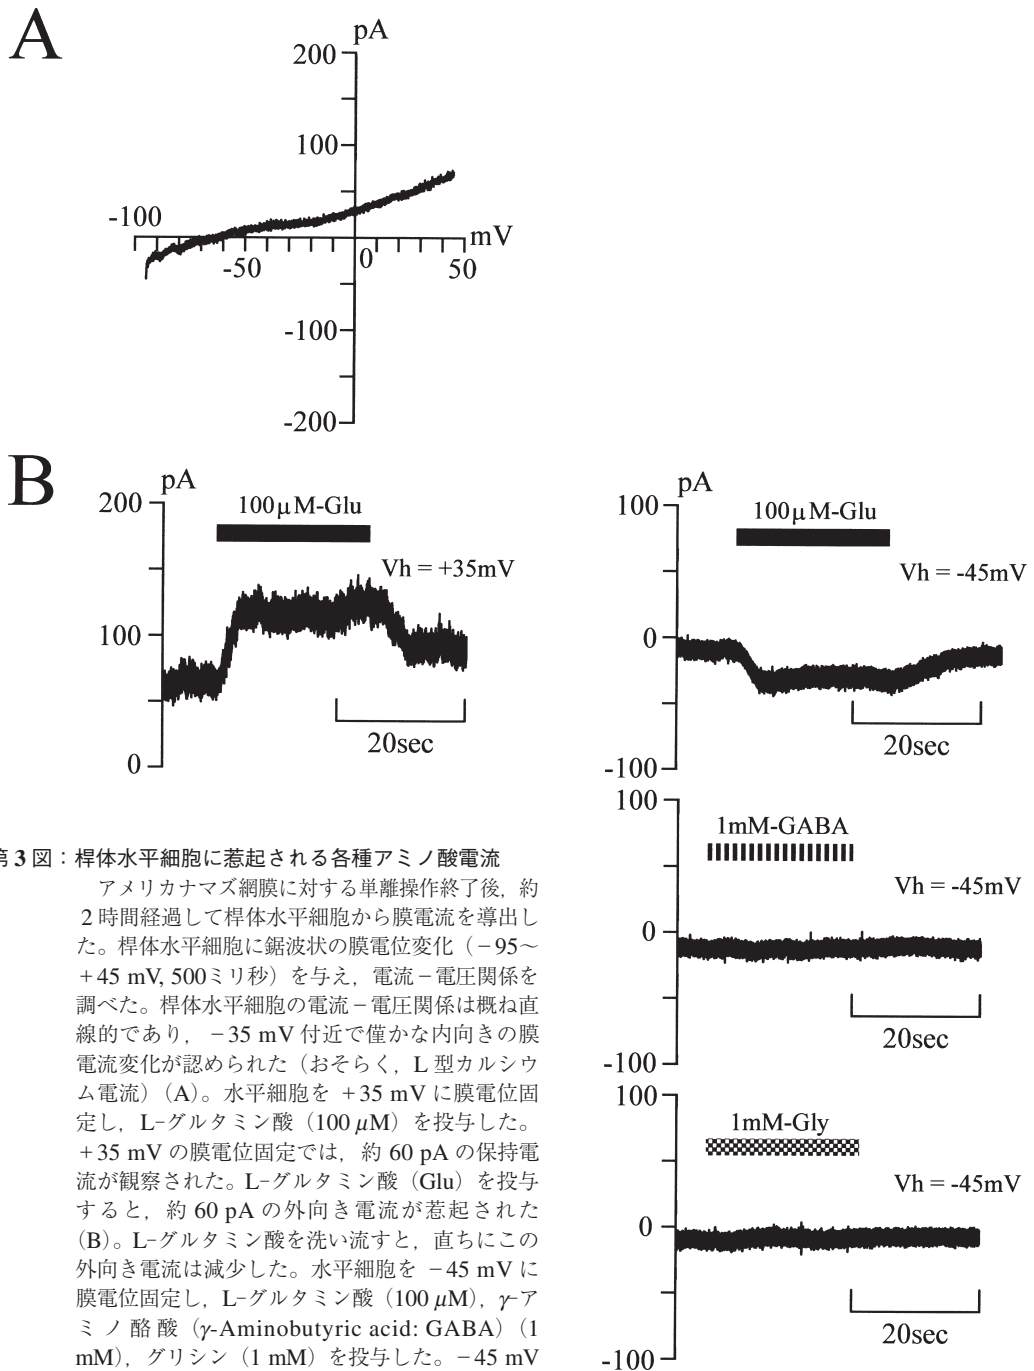 A
pA
200
100
-100
mV
-50
0
50
-100
-200
B
pA
200
100μM-Glu
Vh = +35mV
100
20sec
0
pA
100
100μM-Glu
Vh = -45mV
0
20sec
-100
100
1mM-GABA
Vh = -45mV
0
20sec
-100
100
1mM-Gly
Vh = -45mV
0
20sec
-100
第3図：桿体水平細胞に惹起される各種アミノ酸電流
アメリカナマズ網膜に対する単離操作終了後，約
2時間経過して桿体水平細胞から膜電流を導出し
た。桿体水平細胞に鋸波状の膜電位変化（−95～
+45 mV, 500ミリ秒）を与え，電流−電圧関係を
調べた。桿体水平細胞の電流−電圧関係は概ね直
線的であり，−35 mV 付近で僅かな内向きの膜
電流変化が認められた（おそらく，L 型カルシウ
ム電流）(A)。水平細胞を +35 mV に膜電位固
定し，L-グルタミン酸（100 μM）を投与した。
+35 mV の膜電位固定では，約 60 pA の保持電
流が観察された。L-グルタミン酸（Glu）を投与
すると，約 60 pA の外向き電流が惹起された
(B)。L-グルタミン酸を洗い流すと，直ちにこの
外向き電流は減少した。水平細胞を −45 mV に
膜電位固定し，L-グルタミン酸（100 μM），γ-ア
ミノ酪酸（γ-Aminobutyric acid: GABA）（1
mM），グリシン（1 mM）を投与した。−45 mV